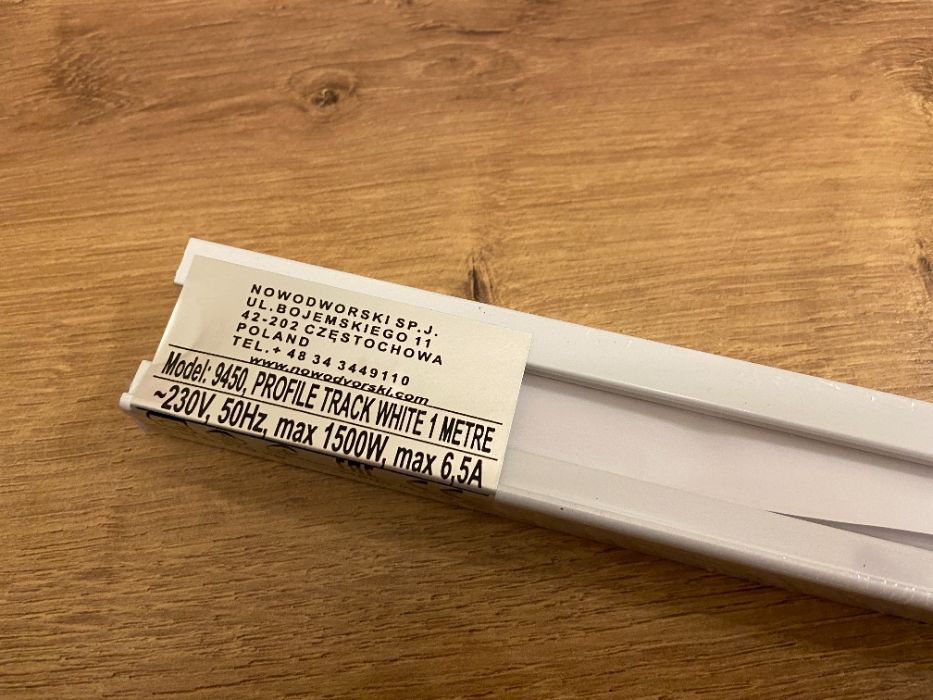 NOWODWORSKI SP.J.
UL.BOJEMSKIEGO 11
42-202 CZĘSTOCHOWA
POLAND
TEL.+ 48 34 3449110
www.nowodvorski.com
Model: 9450, PROFILE TRACK WHITE 1 METRE
~230V, 50Hz, max 1500W, max 6,5A